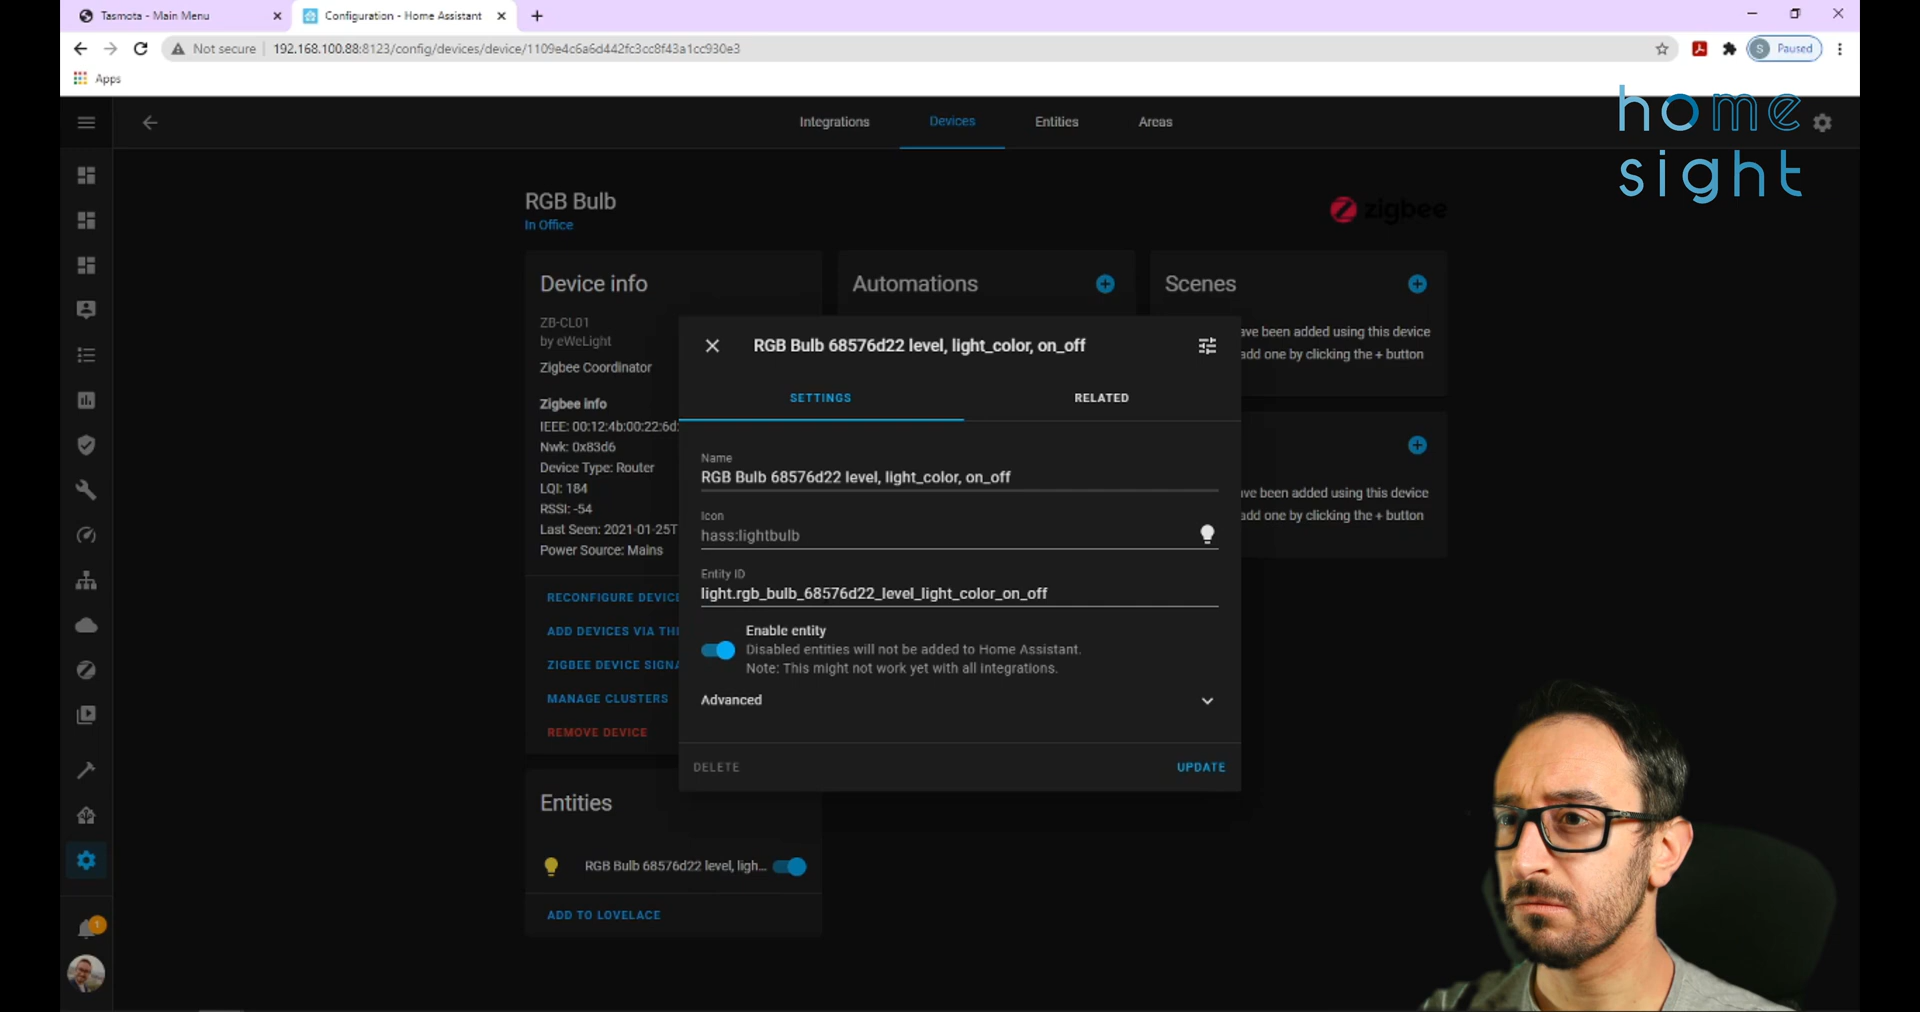 Tasmota - Main Menu
Configuration - Home Assistant
Not secure
192.168.100.88:8123/config/devices/device/1109e4c6a6d442fc3cc8f43a1cc930e3
S Paused
Apps
home
sight
Integrations
Devices
Entities
Areas
RGB Bulb
In Office
zigbee
Device info
Automations
Scenes
ZB-CL01
by eWeLight
Zigbee Coordinator
Zigbee info
IEEE: 00:12:4b:00:22:6d:
Nwk: 0x83d6
Device Type: Router
LQI: 184
RSSI: -54
Last Seen: 2021-01-25T
Power Source: Mains
RECONFIGURE DEVICE
ADD DEVICES VIA THI
ZIGBEE DEVICE SIGNA
MANAGE CLUSTERS
REMOVE DEVICE
ave been added using this device
add one by clicking the + button
ve been added using this device
add one by clicking the + button
RGB Bulb 68576d22 level, light_color, on_off
SETTINGS
RELATED
Name
RGB Bulb 68576d22 level, light_color, on_off
Icon
hass:lightbulb
Entity ID
light.rgb_bulb_68576d22_level_light_color_on_off
Enable entity
Disabled entities will not be added to Home Assistant.
Note: This might not work yet with all integrations.
Advanced
DELETE
UPDATE
Entities
RGB Bulb 68576d22 level, ligh...
ADD TO LOVELACE
1